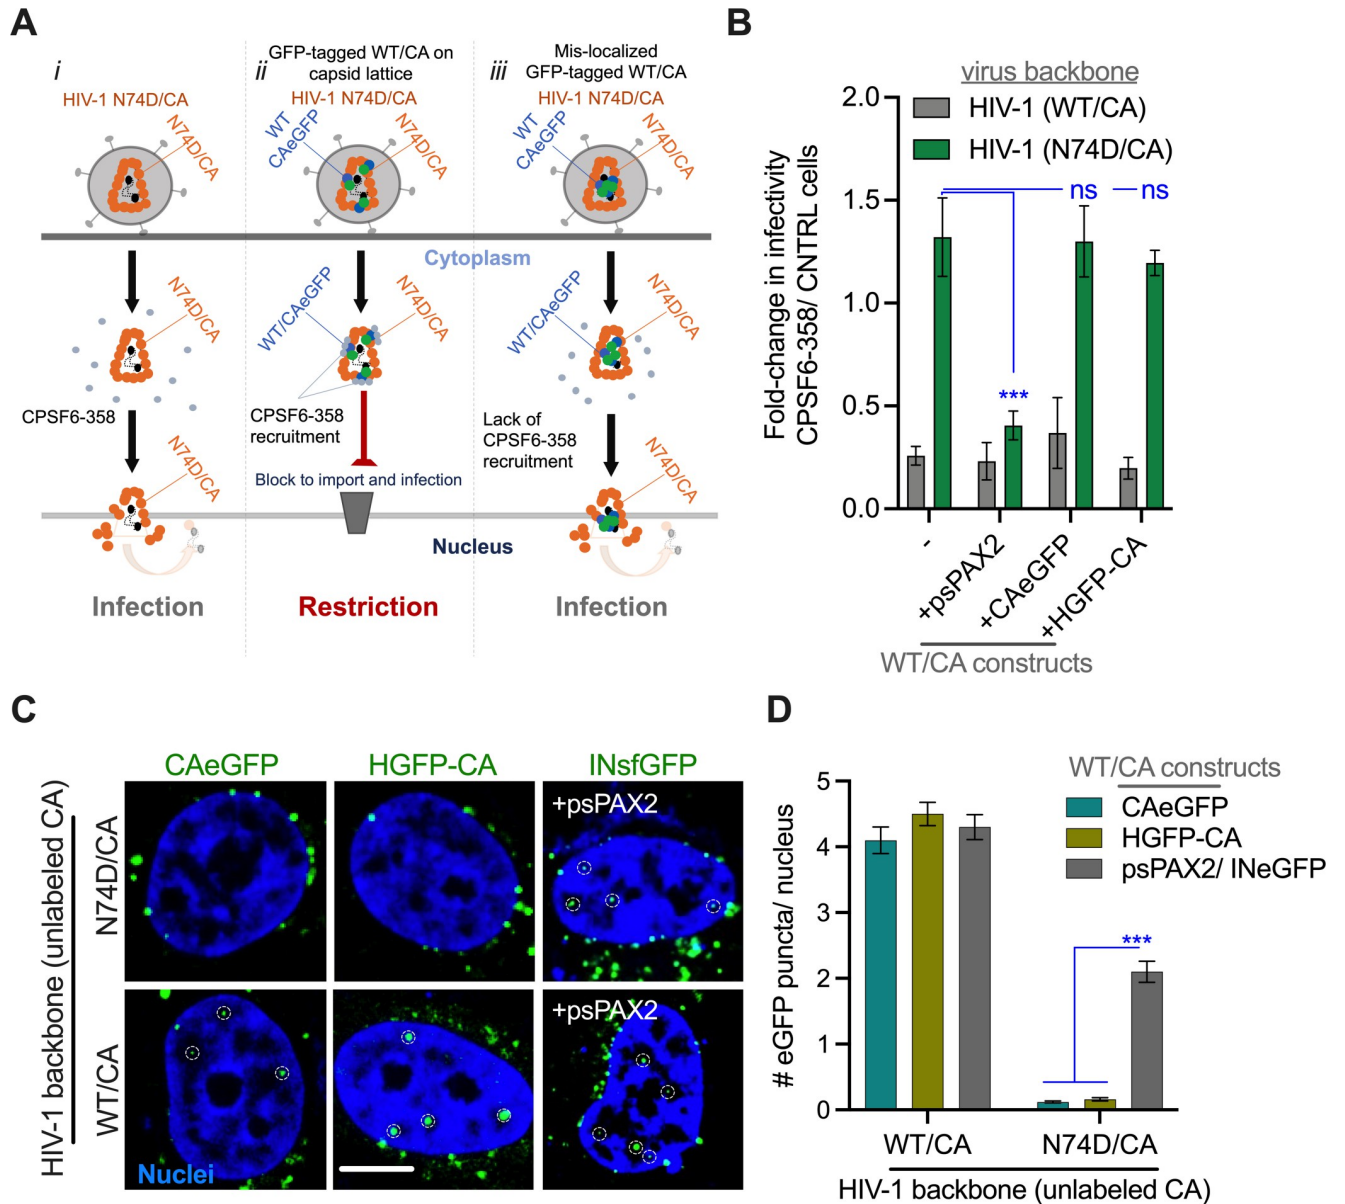 A
i
HIV-1 N74D/CA
N74D/CA
CPSF6-358
N74D/CA
N74D/CA
Infection
ii
GFP-tagged WT/CA on
capsid lattice
HIV-1 N74D/CA
WT
CAeGFP
N74D/CA
Cytoplasm
WT/CAeGFP
N74D/CA
CPSF6-358
recruitment
Block to import and infection
Nucleus
Restriction
iii
Mis-localized
GFP-tagged WT/CA
HIV-1 N74D/CA
WT
CAeGFP
N74D/CA
WT/CAeGFP
N74D/CA
Lack of
CPSF6-358
recruitment
N74D/CA
Infection
B
virus backbone
HIV-1 (WT/CA)
HIV-1 (N74D/CA)
Fold-change in infectivity
CPSF6-358/ CNTRL cells
2.0
1.5
1.0
0.5
0.0
ns
ns
***
-
+psPAX2
+CAeGFP
+HGFP-CA
WT/CA constructs
C
CAeGFP
HGFP-CA
INsfGFP
HIV-1 backbone (unlabeled CA)
N74D/CA
+psPAX2
WT/CA
+psPAX2
Nuclei
D
WT/CA constructs
CAeGFP
HGFP-CA
psPAX2/ INeGFP
# eGFP puncta/ nucleus
5
4
3
2
1
0
***
WT/CA
N74D/CA
HIV-1 backbone (unlabeled CA)